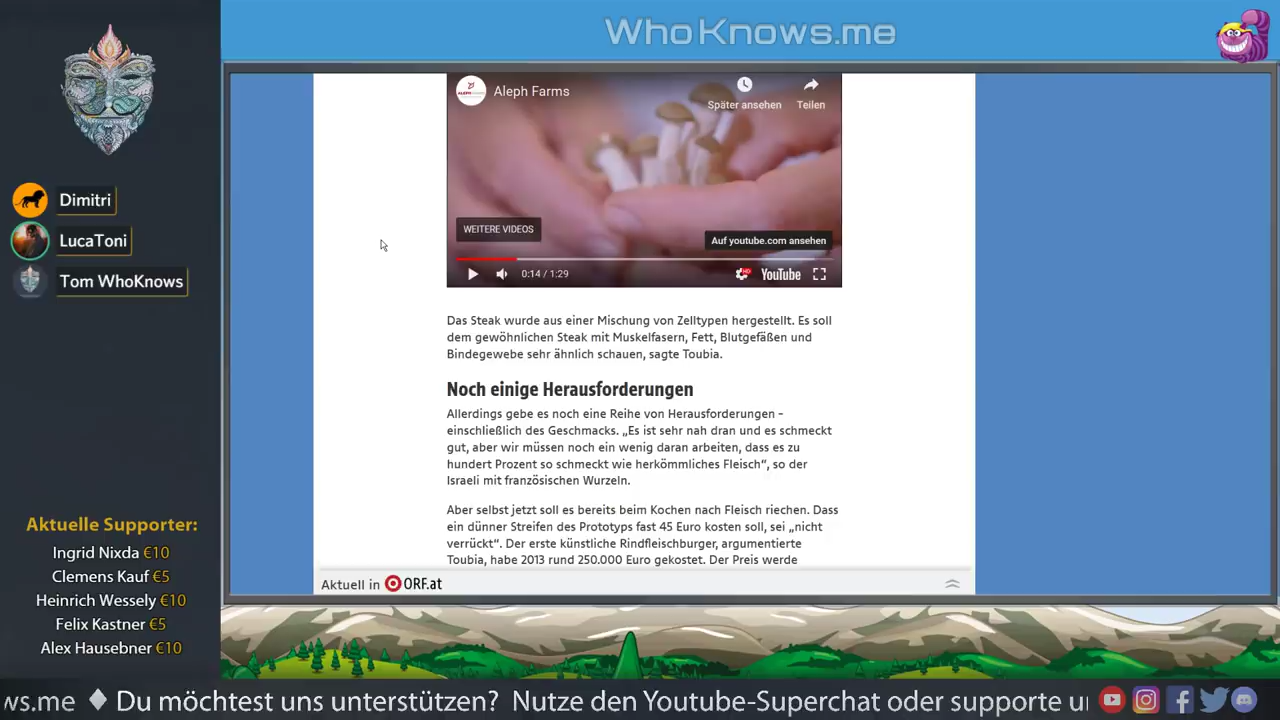 WhoKnows.me
Dimitri
LucaToni
Tom WhoKnows
Aktuelle Supporter:
Ingrid Nixda €10
Clemens Kauf €5
Heinrich Wessely €10
Felix Kastner €5
Alex Hausebner €10
Aleph Farms
Später ansehen
Teilen
WEITERE VIDEOS
Auf youtube.com ansehen
0:14 / 1:29
HD
YouTube
Das Steak wurde aus einer Mischung von Zelltypen hergestellt. Es soll
dem gewöhnlichen Steak mit Muskelfasern, Fett, Blutgefäßen und
Bindegewebe sehr ähnlich schauen, sagte Toubia.
Noch einige Herausforderungen
Allerdings gebe es noch eine Reihe von Herausforderungen –
einschließlich des Geschmacks. „Es ist sehr nah dran und es schmeckt
gut, aber wir müssen noch ein wenig daran arbeiten, dass es zu
hundert Prozent so schmeckt wie herkömmliches Fleisch“, so der
Israeli mit französischen Wurzeln.
Aber selbst jetzt soll es bereits beim Kochen nach Fleisch riechen. Dass
ein dünner Streifen des Prototyps fast 45 Euro kosten soll, sei „nicht
verrückt“. Der erste künstliche Rindfleischburger, argumentierte
Toubia, habe 2013 rund 250.000 Euro gekostet. Der Preis werde
Aktuell in ORF.at
ws.me ♦ Du möchtest uns unterstützen? Nutze den Youtube-Superchat oder supporte u